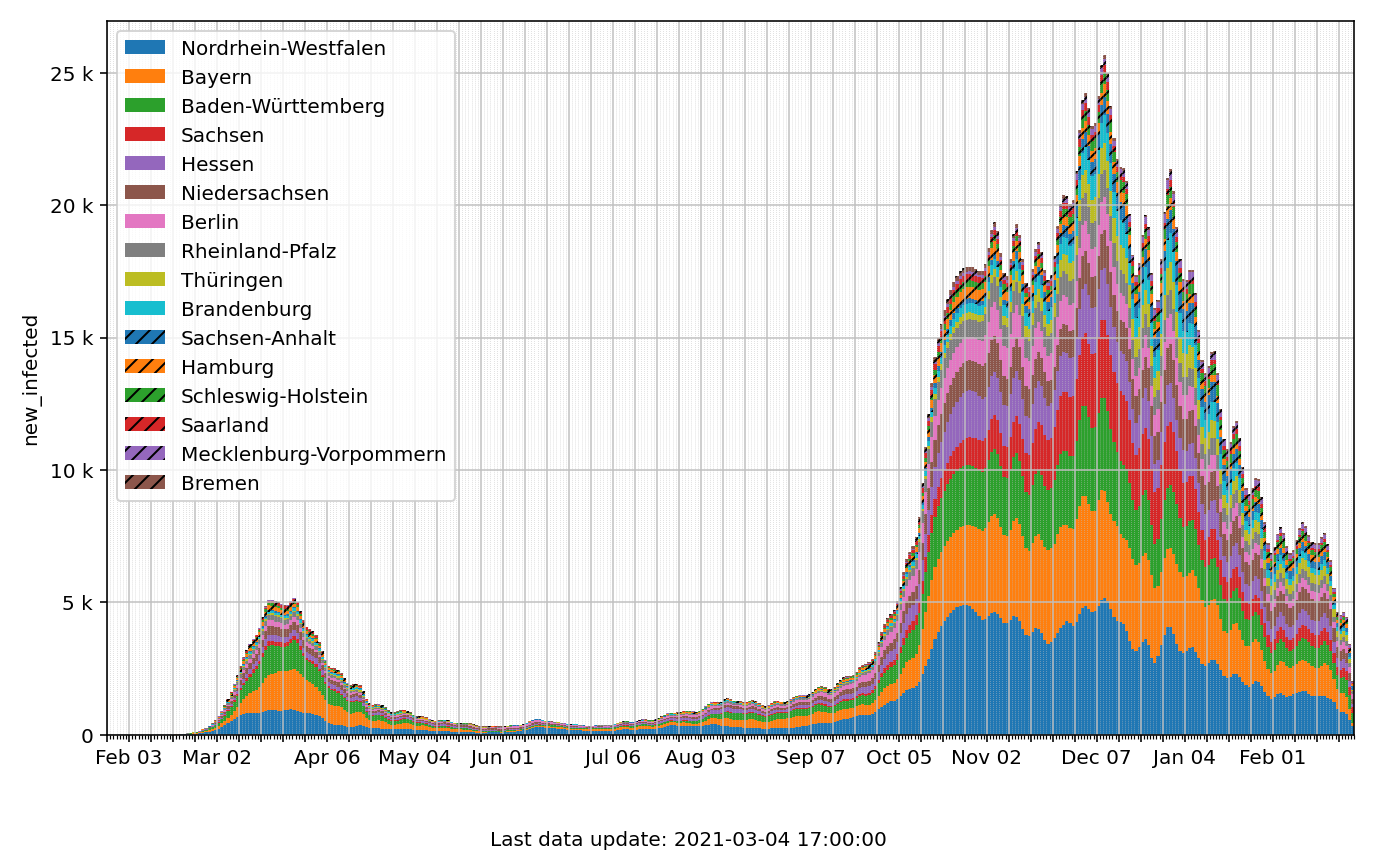 25 k
20 k
15 k
10 k
5 k
0
new_infected
Nordrhein-Westfalen
Bayern
Baden-Württemberg
Sachsen
Hessen
Niedersachsen
Berlin
Rheinland-Pfalz
Thüringen
Brandenburg
Sachsen-Anhalt
Hamburg
Schleswig-Holstein
Saarland
Mecklenburg-Vorpommern
Bremen
Feb 03 Mar 02 Apr 06 May 04 Jun 01 Jul 06 Aug 03 Sep 07 Oct 05 Nov 02 Dec 07 Jan 04 Feb 01
Last data update: 2021-03-04 17:00:00